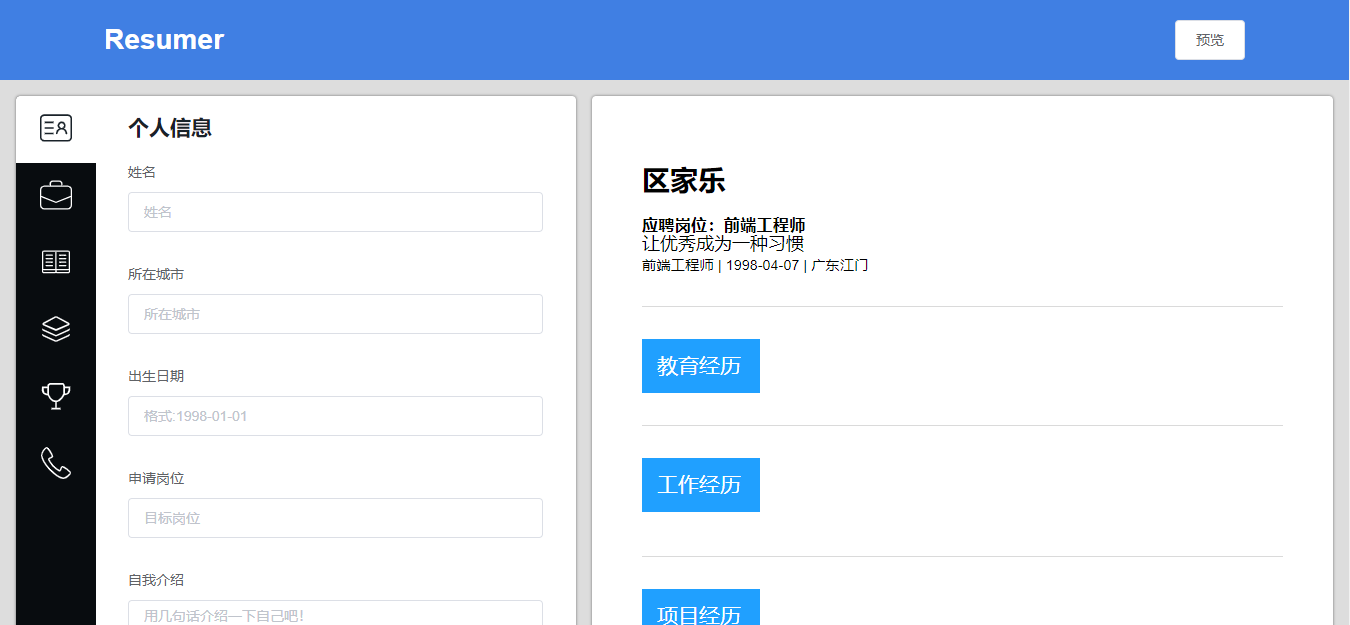 Resumer
预览
个人信息
姓名
姓名
所在城市
所在城市
出生日期
格式:1998-01-01
申请岗位
目标岗位
自我介绍
用几句话介绍一下自己吧!
区家乐
应聘岗位：前端工程师
让优秀成为一种习惯
前端工程师 | 1998-04-07 | 广东江门
教育经历
工作经历
项目经历